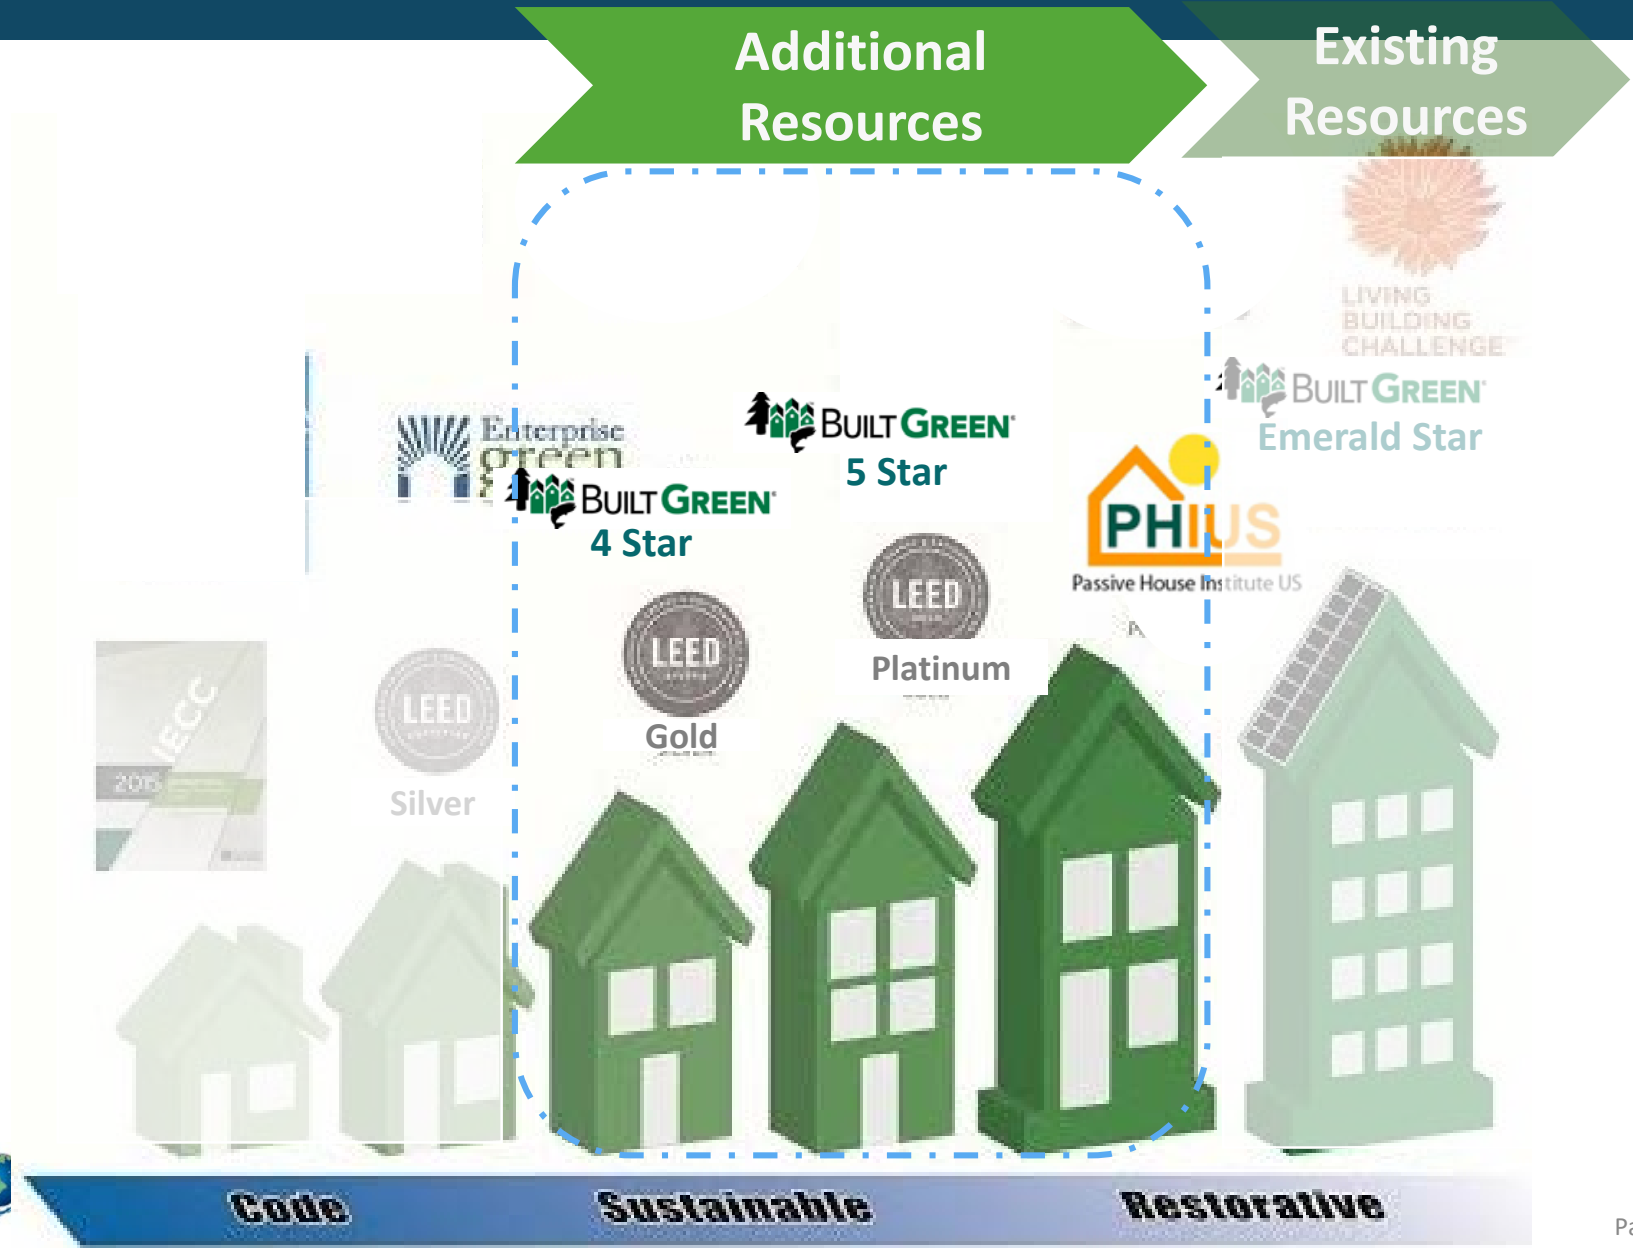 Additional
Resources
Existing
Resources
LIVING
BUILDING
CHALLENGE
BUILT GREEN
Emerald Star
BUILT GREEN
5 Star
Enterprise
green
BUILT GREEN
4 Star
PHIUS
Passive House Institute US
LEED
Platinum
LEED
Gold
LEED
Silver
IECC
2015
Code
Sustainable
Restorative